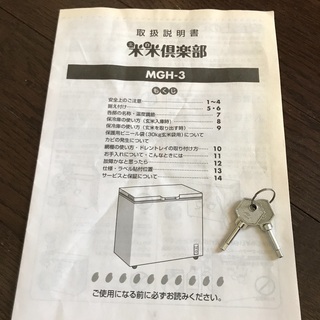 取扱説明書
米米倶楽部
MGH-3
もくじ
安全上のご注意 1~4
据え付け 5・6
各部の名称・温度調節 7
保冷庫の使い方(玄米入庫時) 8
保冷庫の使い方(玄米を取り出す時) 9
保護用ビニール袋(30kg玄米袋用)について
カビの発生について
網棚の使い方・ドレントレイの取り付け方 10
お手入れについて・こんなときには 11
故障かなと思ったら 12
仕様・ラベル貼付位置 13
サービスと保証について 14
ご使用になる前に必ずお読みください。